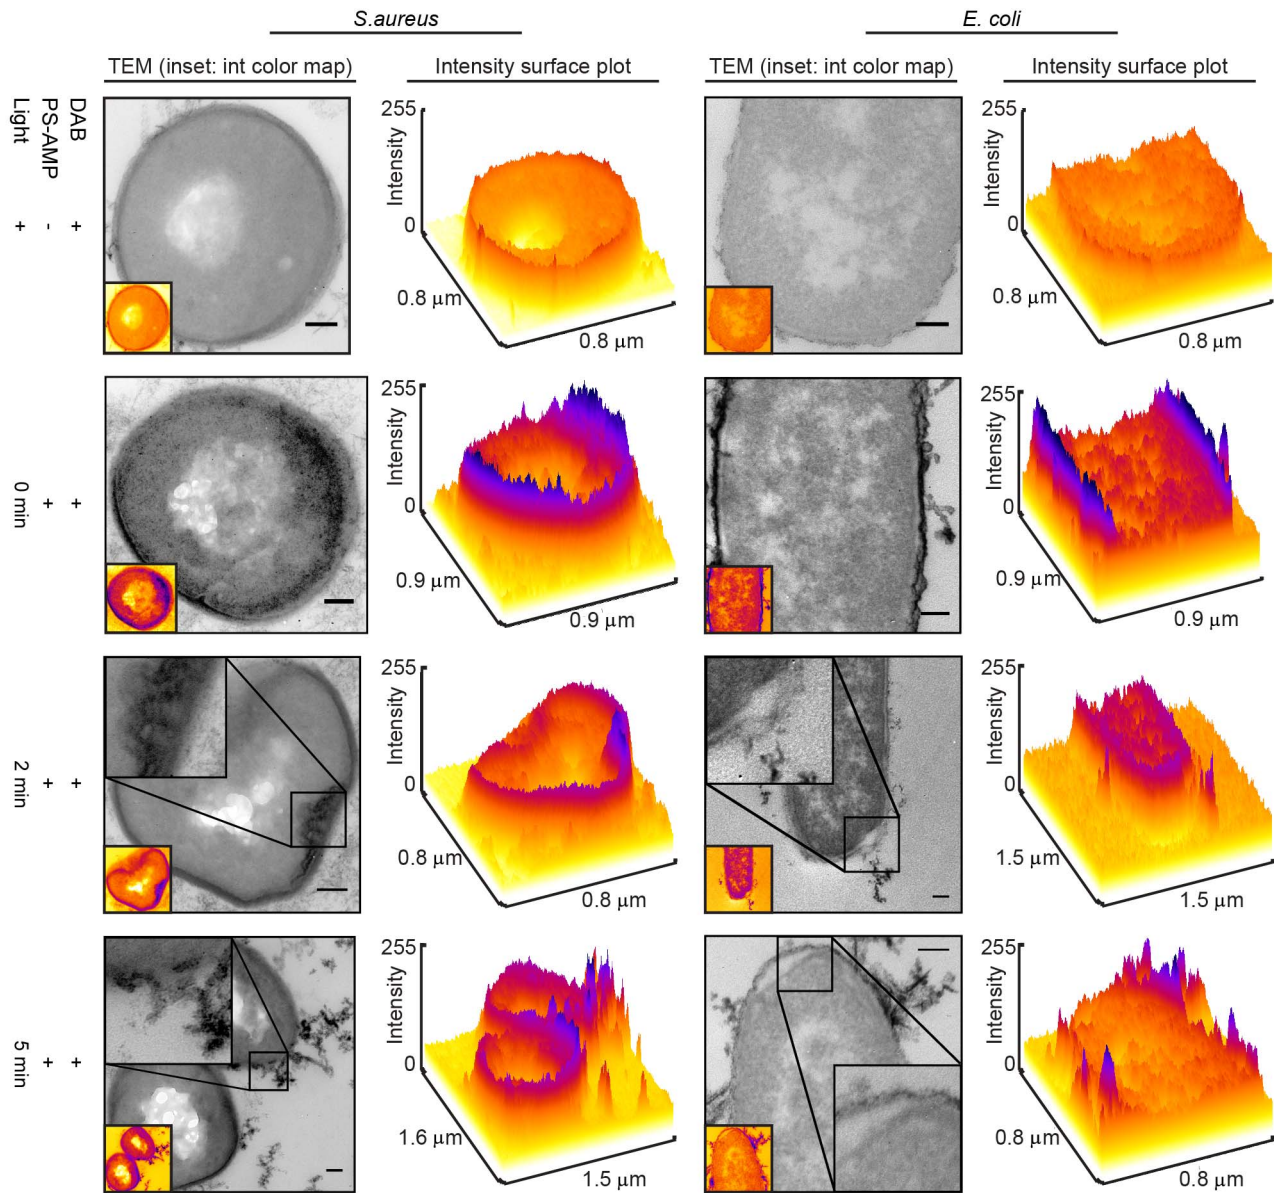 S.aureus
E. coli
TEM (inset: int color map)
Intensity surface plot
TEM (inset: int color map)
Intensity surface plot
DAB
PS-AMP
Light
+
-
+
255
Intensity
0
0.8 μm
0.8 μm
255
Intensity
0
0.8 μm
0.8 μm
+
+
0 min
255
Intensity
0
0.9 μm
0.9 μm
255
Intensity
0
0.9 μm
0.9 μm
+
+
2 min
255
Intensity
0
0.8 μm
0.8 μm
255
Intensity
0
1.5 μm
1.5 μm
+
+
5 min
255
Intensity
0
1.6 μm
1.5 μm
255
Intensity
0
0.8 μm
0.8 μm